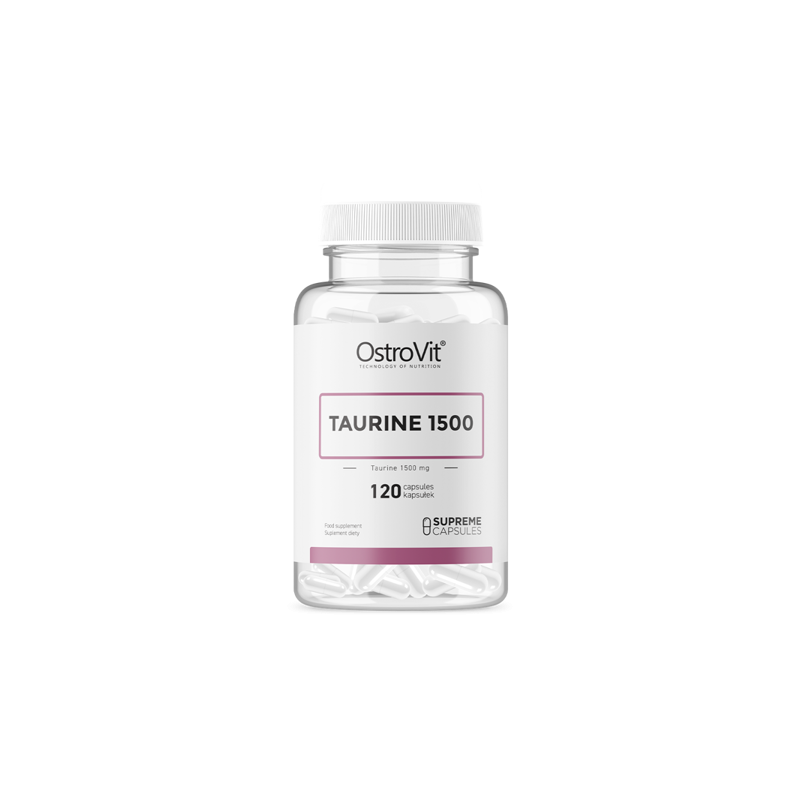 OstroVit®
TECHNOLOGY OF NUTRITION
TAURINE 1500
Taurine 1500 mg
120 capsules
kapsułek
Food supplement
Suplement diety
SUPREME
CAPSULES